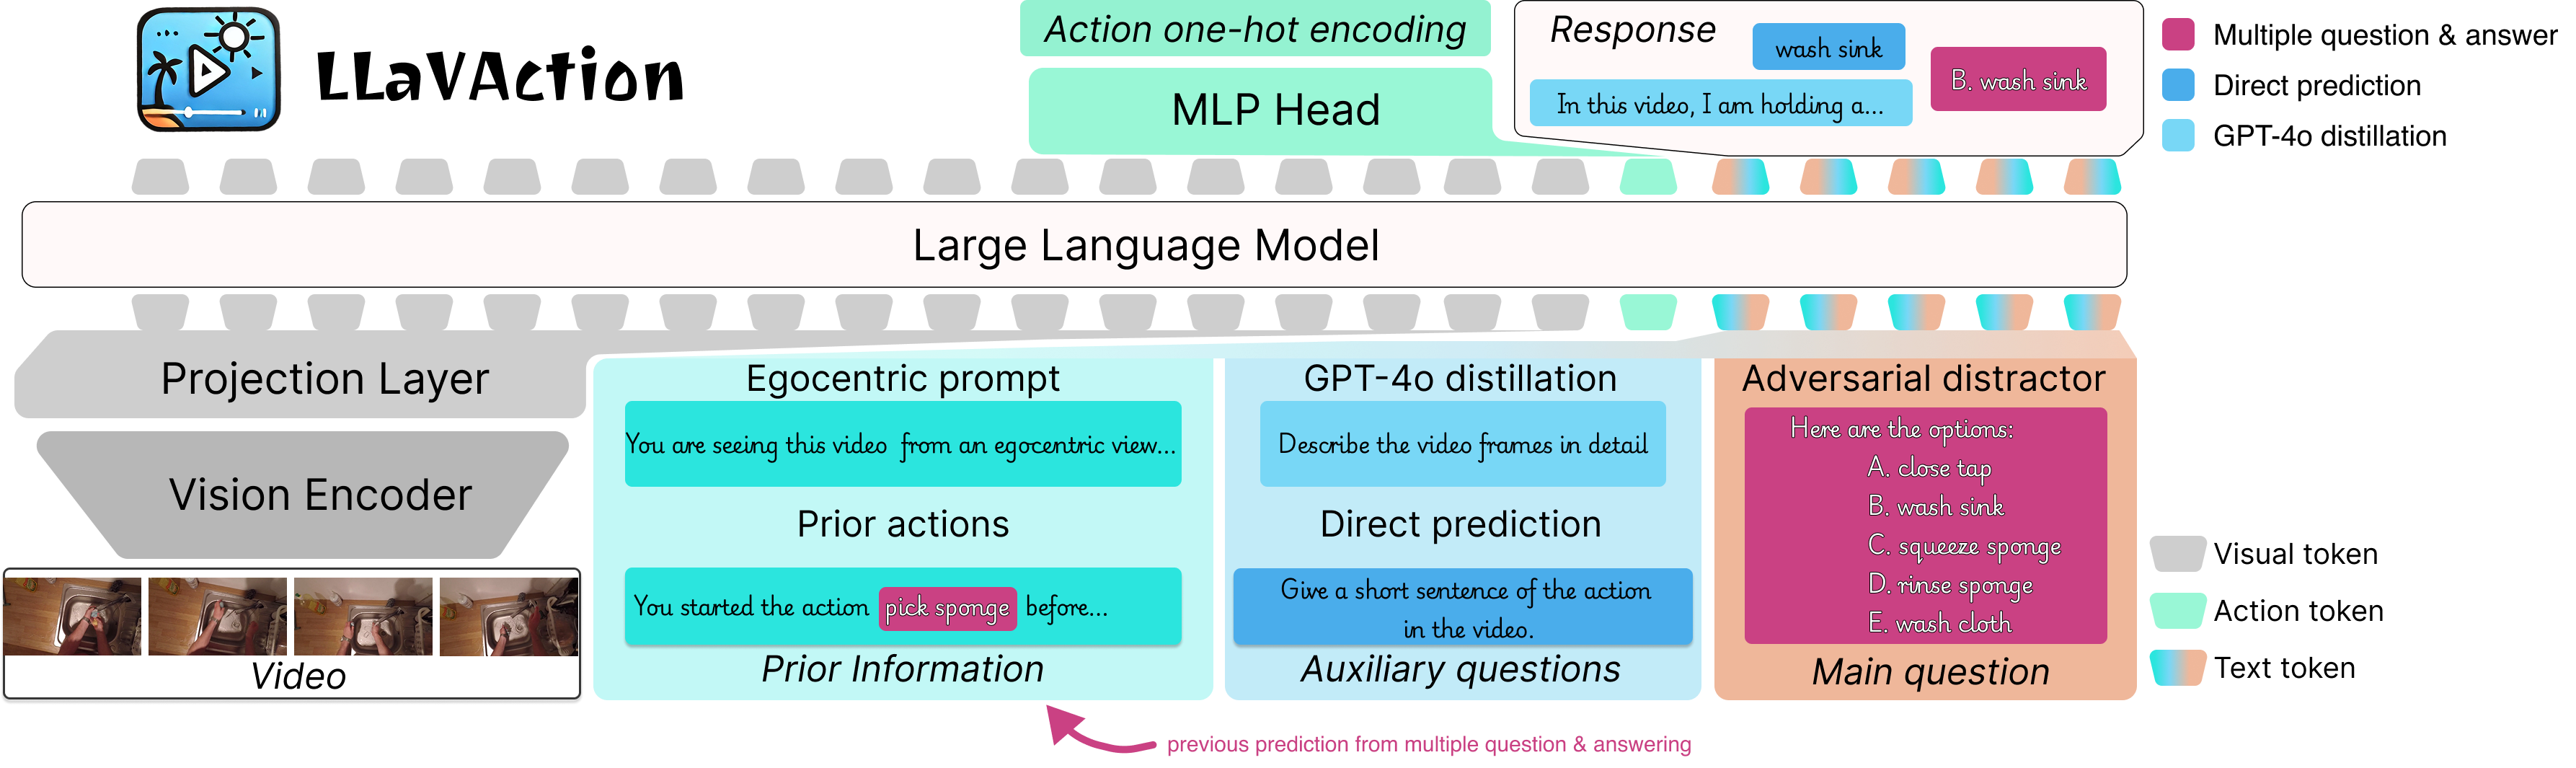 LLaVAction
Action one-hot encoding
MLP Head
Response
wash sink
B. wash sink
In this video, I am holding a...
Multiple question & answer
Direct prediction
GPT-4o distillation
Large Language Model
Projection Layer
Vision Encoder
Video
Egocentric prompt
You are seeing this video from an egocentric view...
Prior actions
You started the action pick sponge before...
Prior Information
GPT-4o distillation
Describe the video frames in detail
Direct prediction
Give a short sentence of the action
in the video.
Auxiliary questions
Adversarial distractor
Here are the options:
A. close tap
B. wash sink
C. squeeze sponge
D. rinse sponge
E. wash cloth
Main question
Visual token
Action token
Text token
previous prediction from multiple question & answering